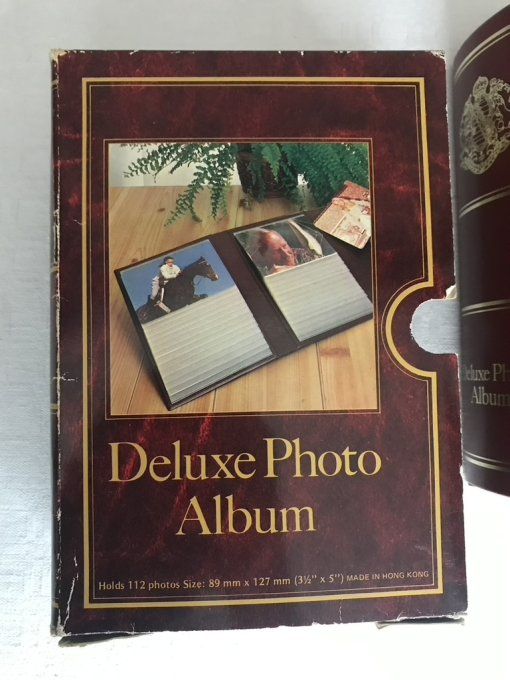 Deluxe Photo
Album
Holds 112 photos Size: 89 mm x 127 mm (3½'' x 5'') MADE IN HONG KONG
Deluxe Ph
Album